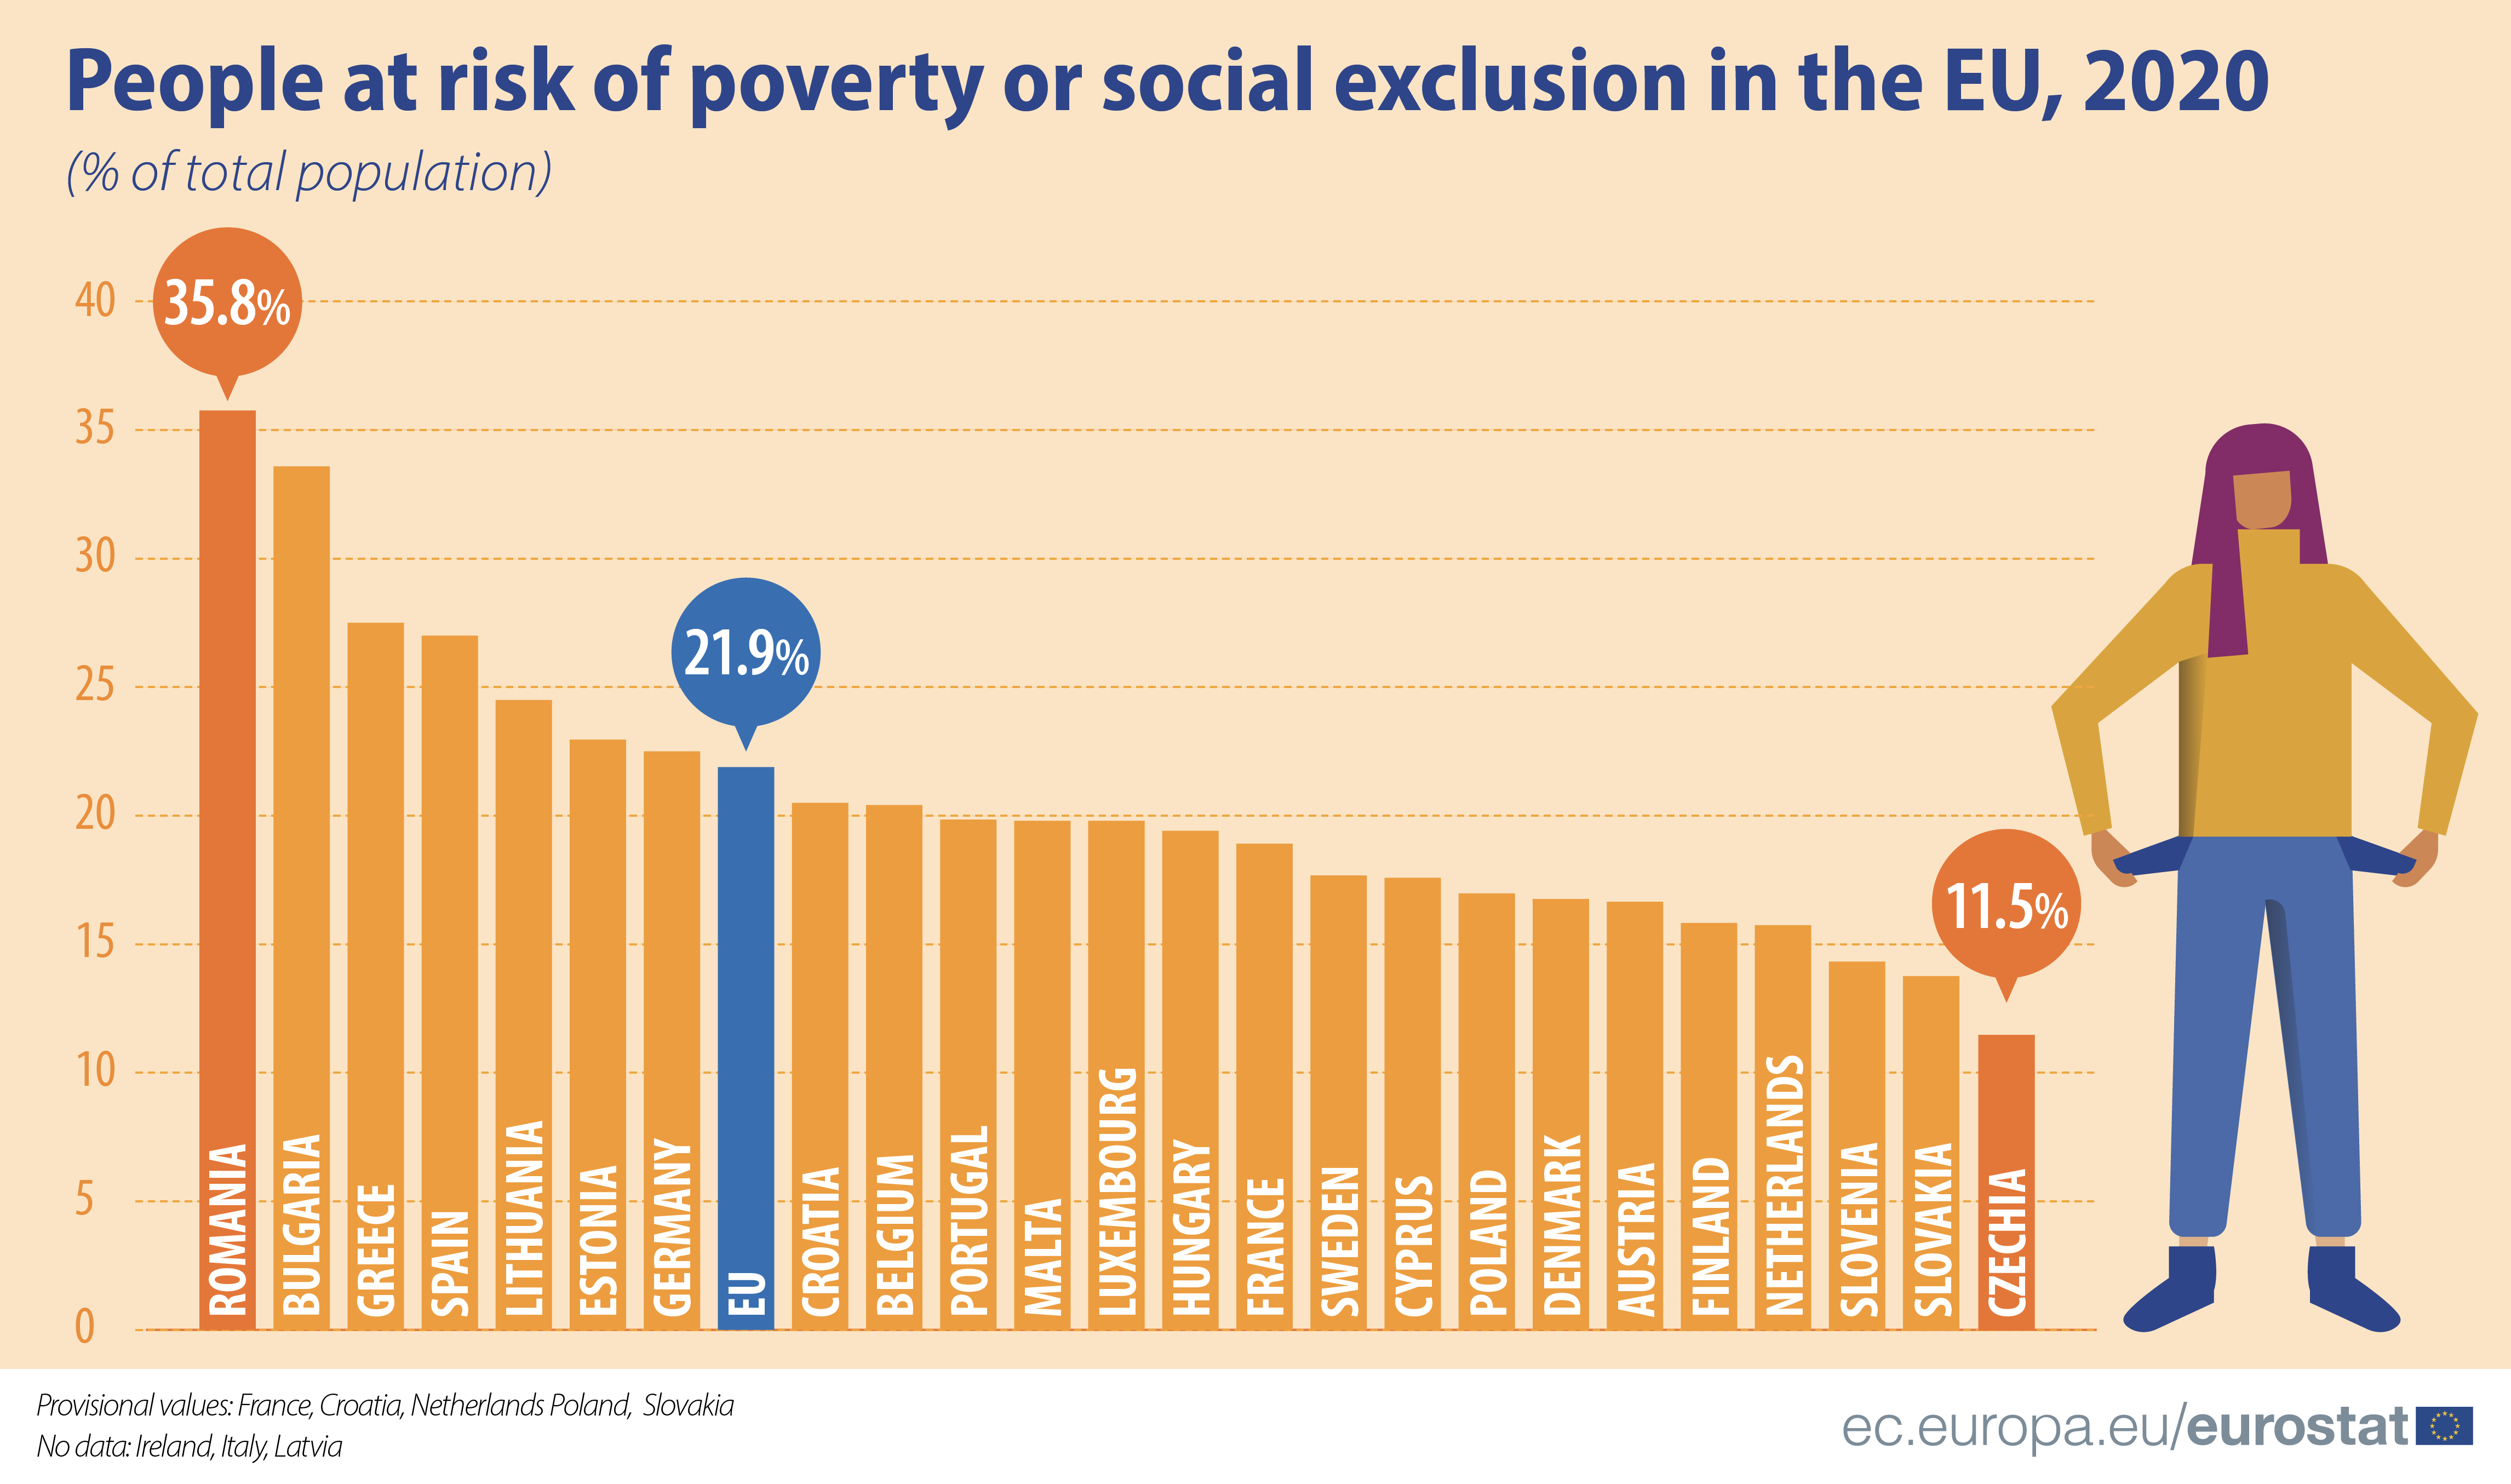 People at risk of poverty or social exclusion in the EU, 2020
(% of total population)
40
35
30
25
20
15
10
5
0
35.8%
21.9%
11.5%
ROMANIA
BULGARIA
GREECE
SPAIN
LITHUANIA
ESTONIA
GERMANY
EU
CROATIA
BELGIUM
PORTUGAL
MALTA
LUXEMBOURG
HUNGARY
FRANCE
SWEDEN
CYPRUS
POLAND
DENMARK
AUSTRIA
FINLAND
NETHERLANDS
SLOVENIA
SLOVAKIA
CZECHIA
Provisional values: France, Croatia, Netherlands Poland, Slovakia
No data: Ireland, Italy, Latvia
ec.europa.eu/eurostat